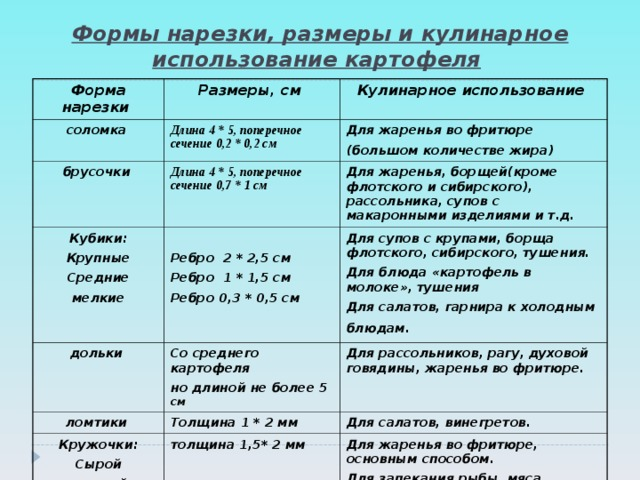 Формы нарезки, размеры и кулинарное
использование картофеля
Форма
нарезки
Размеры, см
Кулинарное использование
соломка
Длина 4 * 5, поперечное
сечение 0,2 * 0,2 см
Для жаренья во фритюре
(большом количестве жира)
брусочки
Длина 4 * 5, поперечное
сечение 0,7 * 1 см
Для жаренья, борщей(кроме
флотского и сибирского),
рассольника, супов с
макаронными изделиями и т.д.
Кубики:
Крупные
Средние
мелкие
Ребро 2 * 2,5 см
Ребро 1 * 1,5 см
Ребро 0,3 * 0,5 см
Для супов с крупами, борща
флотского, сибирского, тушения.
Для блюда «картофель в
молоке», тушения
Для салатов, гарнира к холодным
блюдам.
дольки
Со среднего
картофеля
но длиной не более 5
см
Для рассольников, рагу, духовой
говядины, жаренья во фритюре.
ломтики
Толщина 1 * 2 мм
Для салатов, винегретов.
Кружочки:
Сырой
толщина 1,5* 2 мм
Для жаренья во фритюре,
основным способом.
Для запекания рыбы, мяса